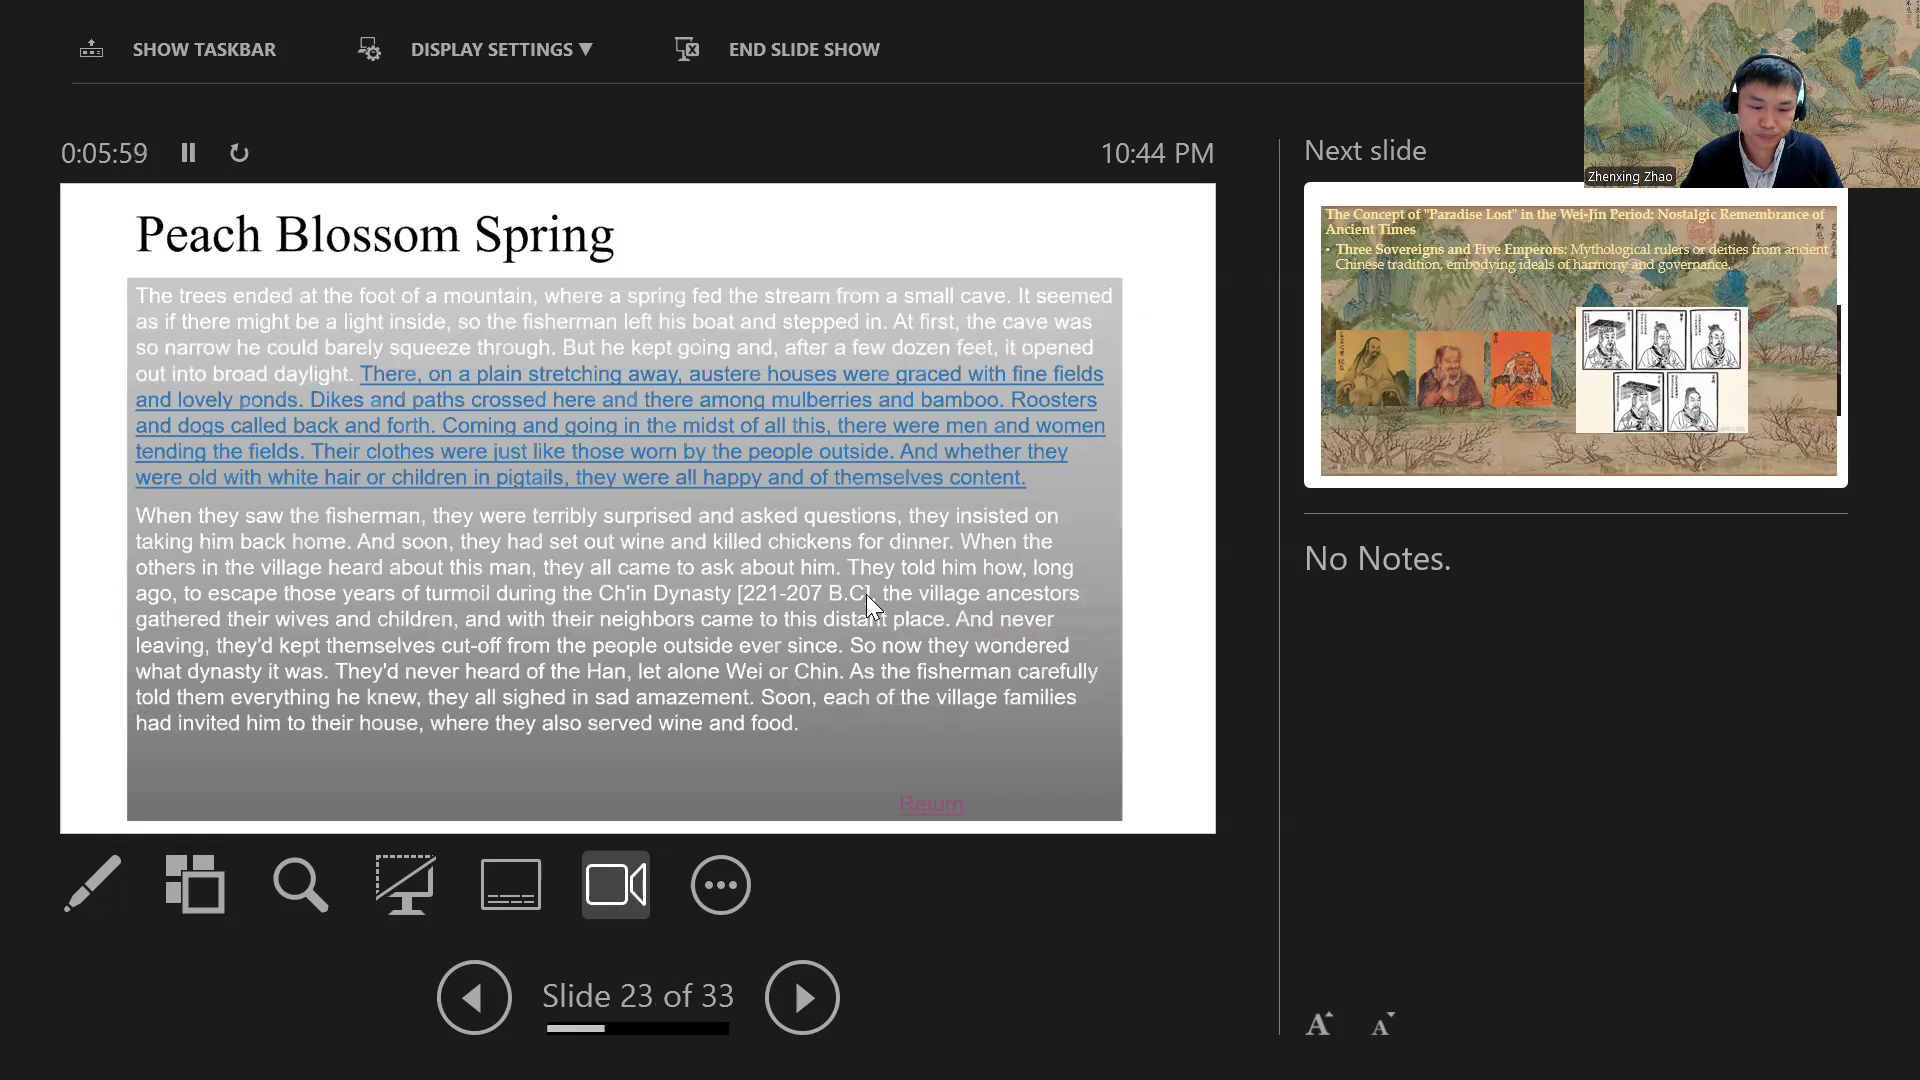 SHOW TASKBAR
DISPLAY SETTINGS ▼
END SLIDE SHOW
0:05:59
10:44 PM
Peach Blossom Spring
The trees ended at the foot of a mountain, where a spring fed the stream from a small cave. It seemed
as if there might be a light inside, so the fisherman left his boat and stepped in. At first, the cave was
so narrow he could barely squeeze through. But he kept going and, after a few dozen feet, it opened
out into broad daylight. There, on a plain stretching away, austere houses were graced with fine fields
and lovely ponds. Dikes and paths crossed here and there among mulberries and bamboo. Roosters
and dogs called back and forth. Coming and going in the midst of all this, there were men and women
tending the fields. Their clothes were just like those worn by the people outside. And whether they
were old with white hair or children in pigtails, they were all happy and of themselves content.
When they saw the fisherman, they were terribly surprised and asked questions, they insisted on
taking him back home. And soon, they had set out wine and killed chickens for dinner. When the
others in the village heard about this man, they all came to ask about him. They told him how, long
ago, to escape those years of turmoil during the Ch'in Dynasty [221-207 B.C], the village ancestors
gathered their wives and children, and with their neighbors came to this distant place. And never
leaving, they'd kept themselves cut-off from the people outside ever since. So now they wondered
what dynasty it was. They'd never heard of the Han, let alone Wei or Chin. As the fisherman carefully
told them everything he knew, they all sighed in sad amazement. Soon, each of the village families
had invited him to their house, where they also served wine and food.
Return
Slide 23 of 33
Next slide
Zhenxing Zhao
The Concept of "Paradise Lost" in the Wei-Jin Period: Nostalgic Remembrance of
Ancient Times
• Three Sovereigns and Five Emperors: Mythological rulers or deities from ancient
Chinese tradition, embodying ideals of harmony and governance.
No Notes.
A A